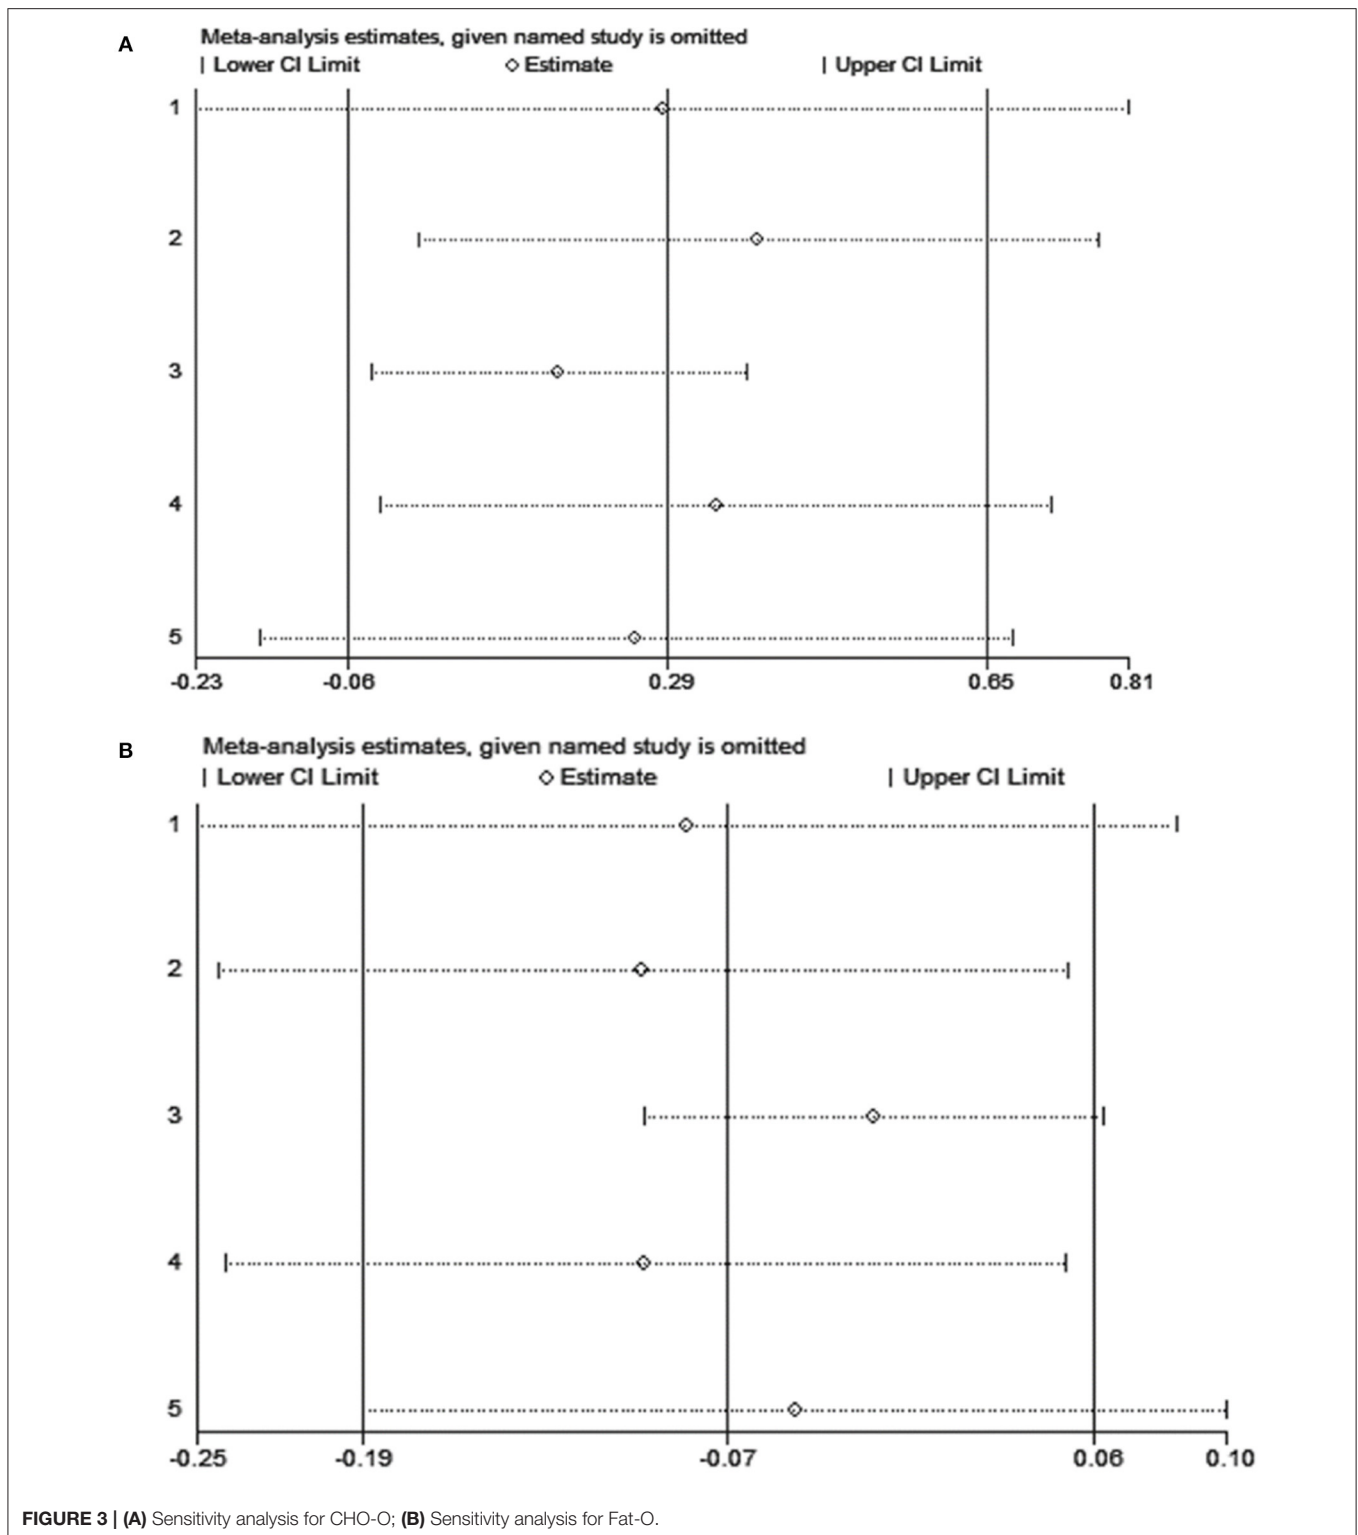 A
Meta-analysis estimates, given named study is omitted
| Lower CI Limit ◇ Estimate | Upper CI Limit
1
2
3
4
5
-0.23 -0.06 0.29 0.65 0.81
B
Meta-analysis estimates, given named study is omitted
| Lower CI Limit ◇ Estimate | Upper CI Limit
1
2
3
4
5
-0.25 -0.19 -0.07 0.06 0.10
FIGURE 3 | (A) Sensitivity analysis for CHO-O; (B) Sensitivity analysis for Fat-O.